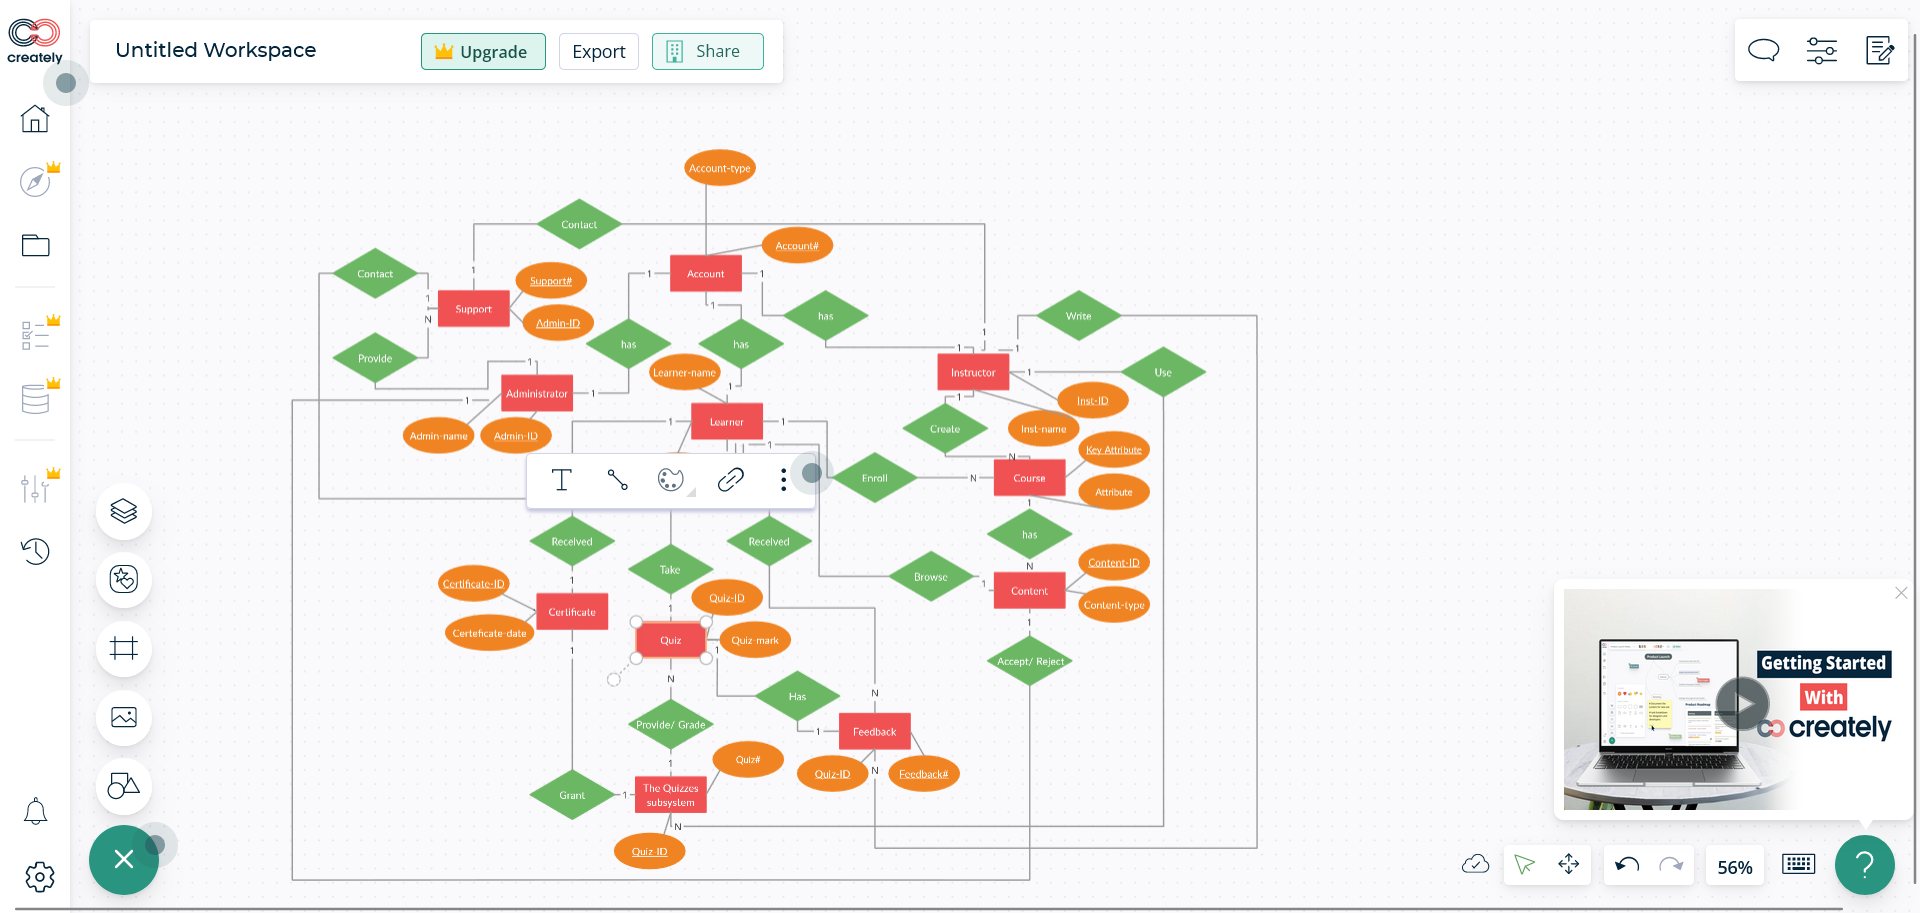 creately
Untitled Workspace
Upgrade
Export
Share
Account-type
Contact
Account#
Contact
1
1
Account
1
Support#
1
Support
1
has
Write
N
Admin-ID
1
has
has
1
1
Provide
1
Learner-name
Instructor
1
Use
Administrator
1
1
1
Inst-ID
1
Learner
1
Create
Inst-name
Admin-name
Admin-ID
1
N
Key Attribute
Enroll
N
Course
Attribute
1
Received
Take
Received
has
N
Content-ID
Browse
1
Content
1
Certificate-ID
Quiz-ID
Content-type
1
Certificate
1
Certeficate-date
Quiz
Quiz-mark
1
1
Accept/ Reject
N
N
Has
Provide/ Grade
1
Feedback
1
Quiz#
Quiz-ID
N
Feedback#
Grant
1
The Quizzes
subsystem
N
Quiz-ID
Getting Started
With
creately
56%
?